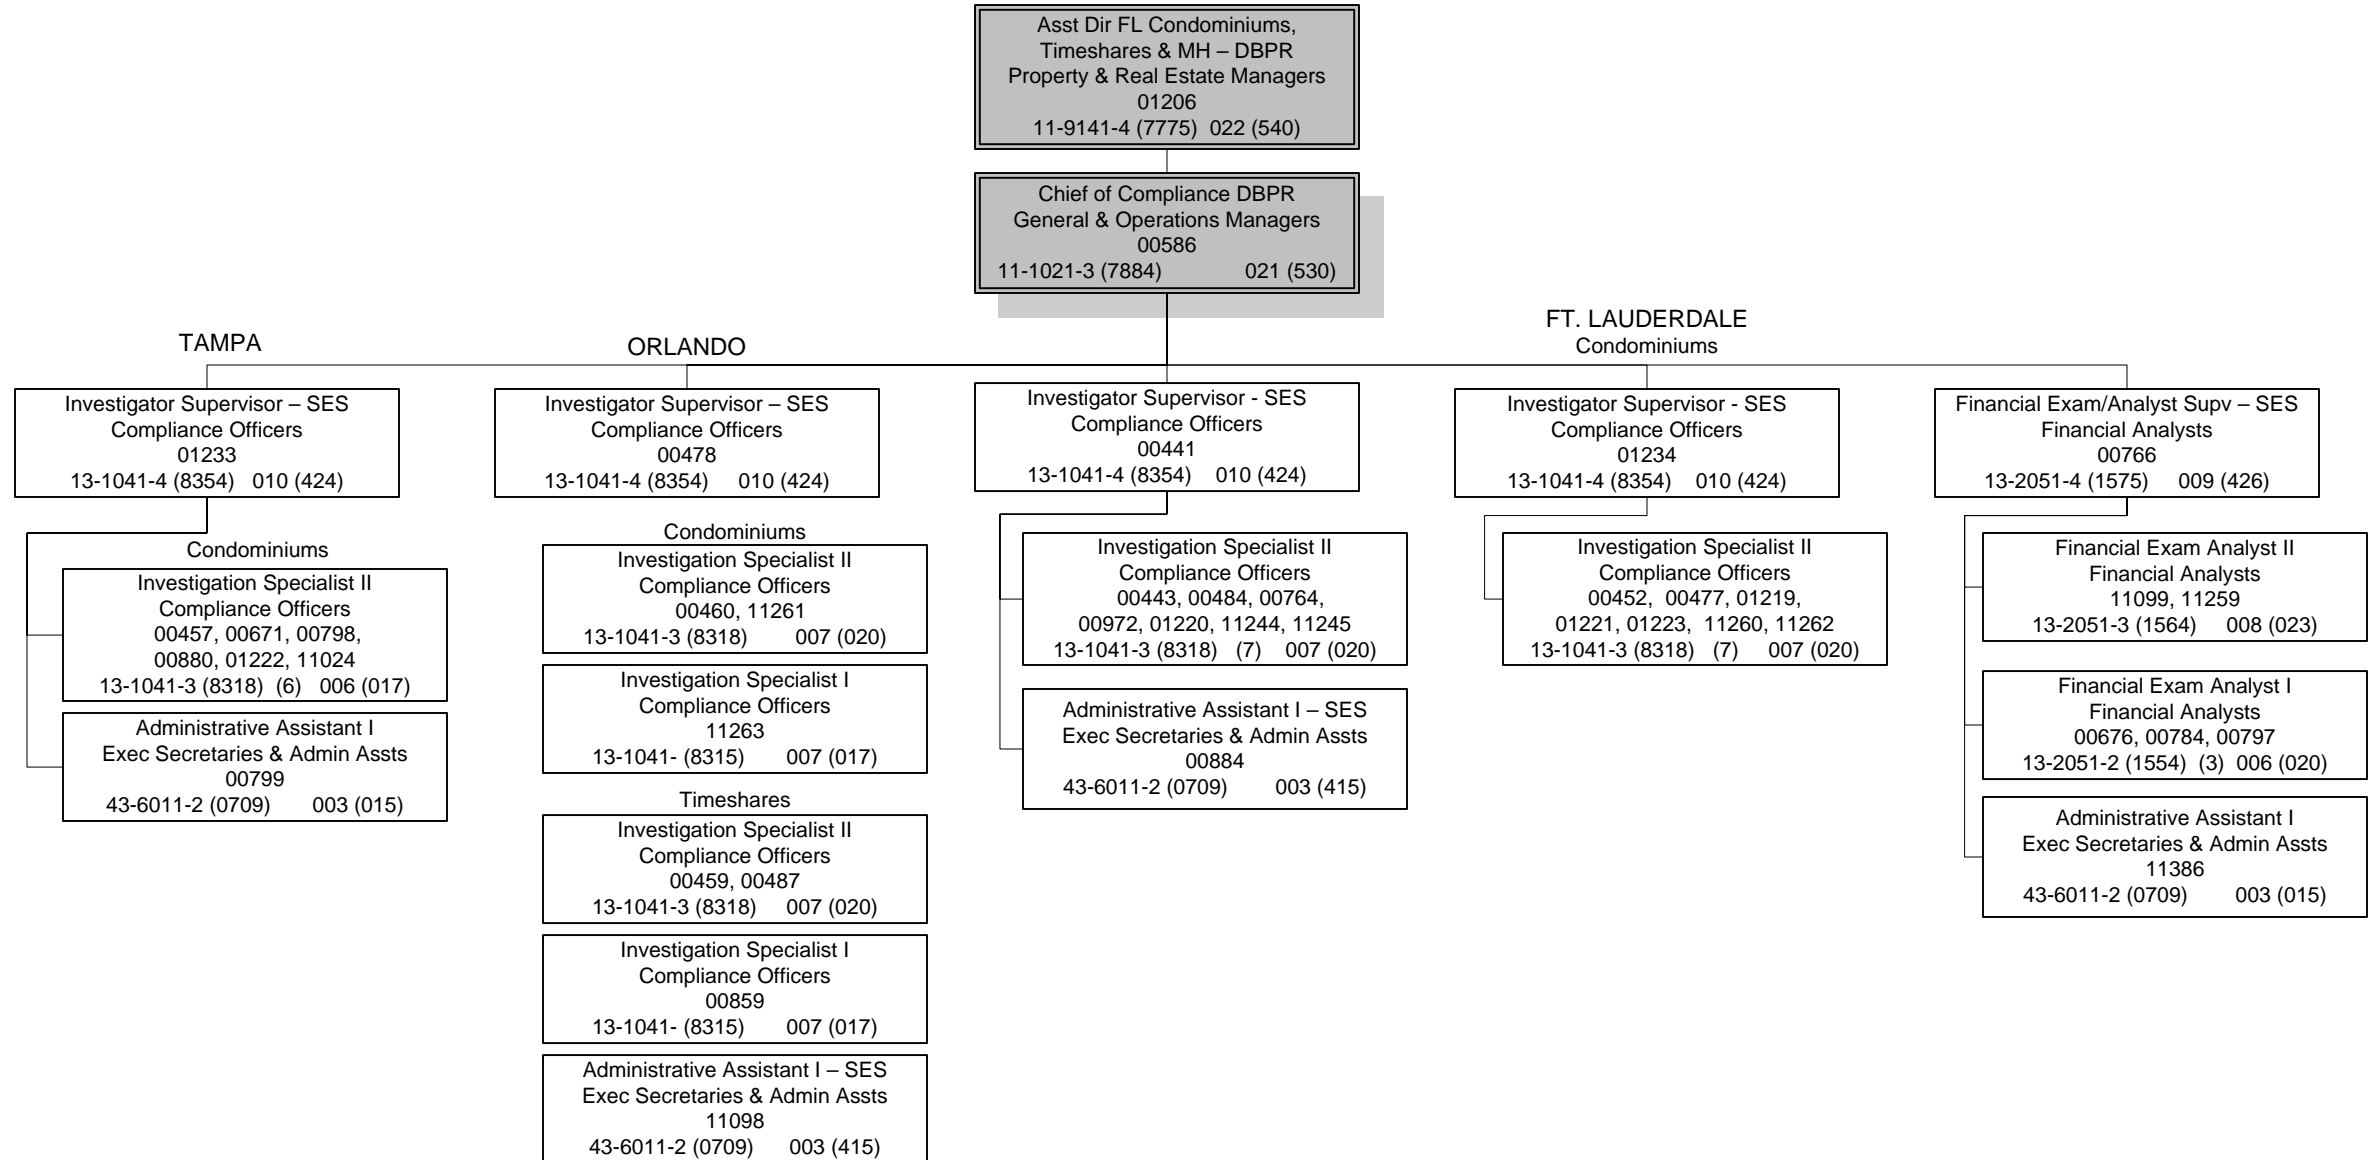 Asst Dir FL Condominiums,
Timeshares & MH – DBPR
Property & Real Estate Managers
01206
11-9141-4 (7775) 022 (540)
Chief of Compliance DBPR
General & Operations Managers
00586
11-1021-3 (7884) 021 (530)
TAMPA
Investigator Supervisor – SES
Compliance Officers
01233
13-1041-4 (8354) 010 (424)
Condominiums
Investigation Specialist II
Compliance Officers
00457, 00671, 00798,
00880, 01222, 11024
13-1041-3 (8318) (6) 006 (017)
Administrative Assistant I
Exec Secretaries & Admin Assts
00799
43-6011-2 (0709) 003 (015)
ORLANDO
Investigator Supervisor – SES
Compliance Officers
00478
13-1041-4 (8354) 010 (424)
Condominiums
Investigation Specialist II
Compliance Officers
00460, 11261
13-1041-3 (8318) 007 (020)
Investigation Specialist I
Compliance Officers
11263
13-1041- (8315) 007 (017)
Timeshares
Investigation Specialist II
Compliance Officers
00459, 00487
13-1041-3 (8318) 007 (020)
Investigation Specialist I
Compliance Officers
00859
13-1041- (8315) 007 (017)
Administrative Assistant I – SES
Exec Secretaries & Admin Assts
11098
43-6011-2 (0709) 003 (415)
Investigator Supervisor - SES
Compliance Officers
00441
13-1041-4 (8354) 010 (424)
Investigation Specialist II
Compliance Officers
00443, 00484, 00764,
00972, 01220, 11244, 11245
13-1041-3 (8318) (7) 007 (020)
Administrative Assistant I – SES
Exec Secretaries & Admin Assts
00884
43-6011-2 (0709) 003 (415)
FT. LAUDERDALE
Condominiums
Investigator Supervisor - SES
Compliance Officers
01234
13-1041-4 (8354) 010 (424)
Investigation Specialist II
Compliance Officers
00452, 00477, 01219,
01221, 01223, 11260, 11262
13-1041-3 (8318) (7) 007 (020)
Financial Exam/Analyst Supv – SES
Financial Analysts
00766
13-2051-4 (1575) 009 (426)
Financial Exam Analyst II
Financial Analysts
11099, 11259
13-2051-3 (1564) 008 (023)
Financial Exam Analyst I
Financial Analysts
00676, 00784, 00797
13-2051-2 (1554) (3) 006 (020)
Administrative Assistant I
Exec Secretaries & Admin Assts
11386
43-6011-2 (0709) 003 (015)